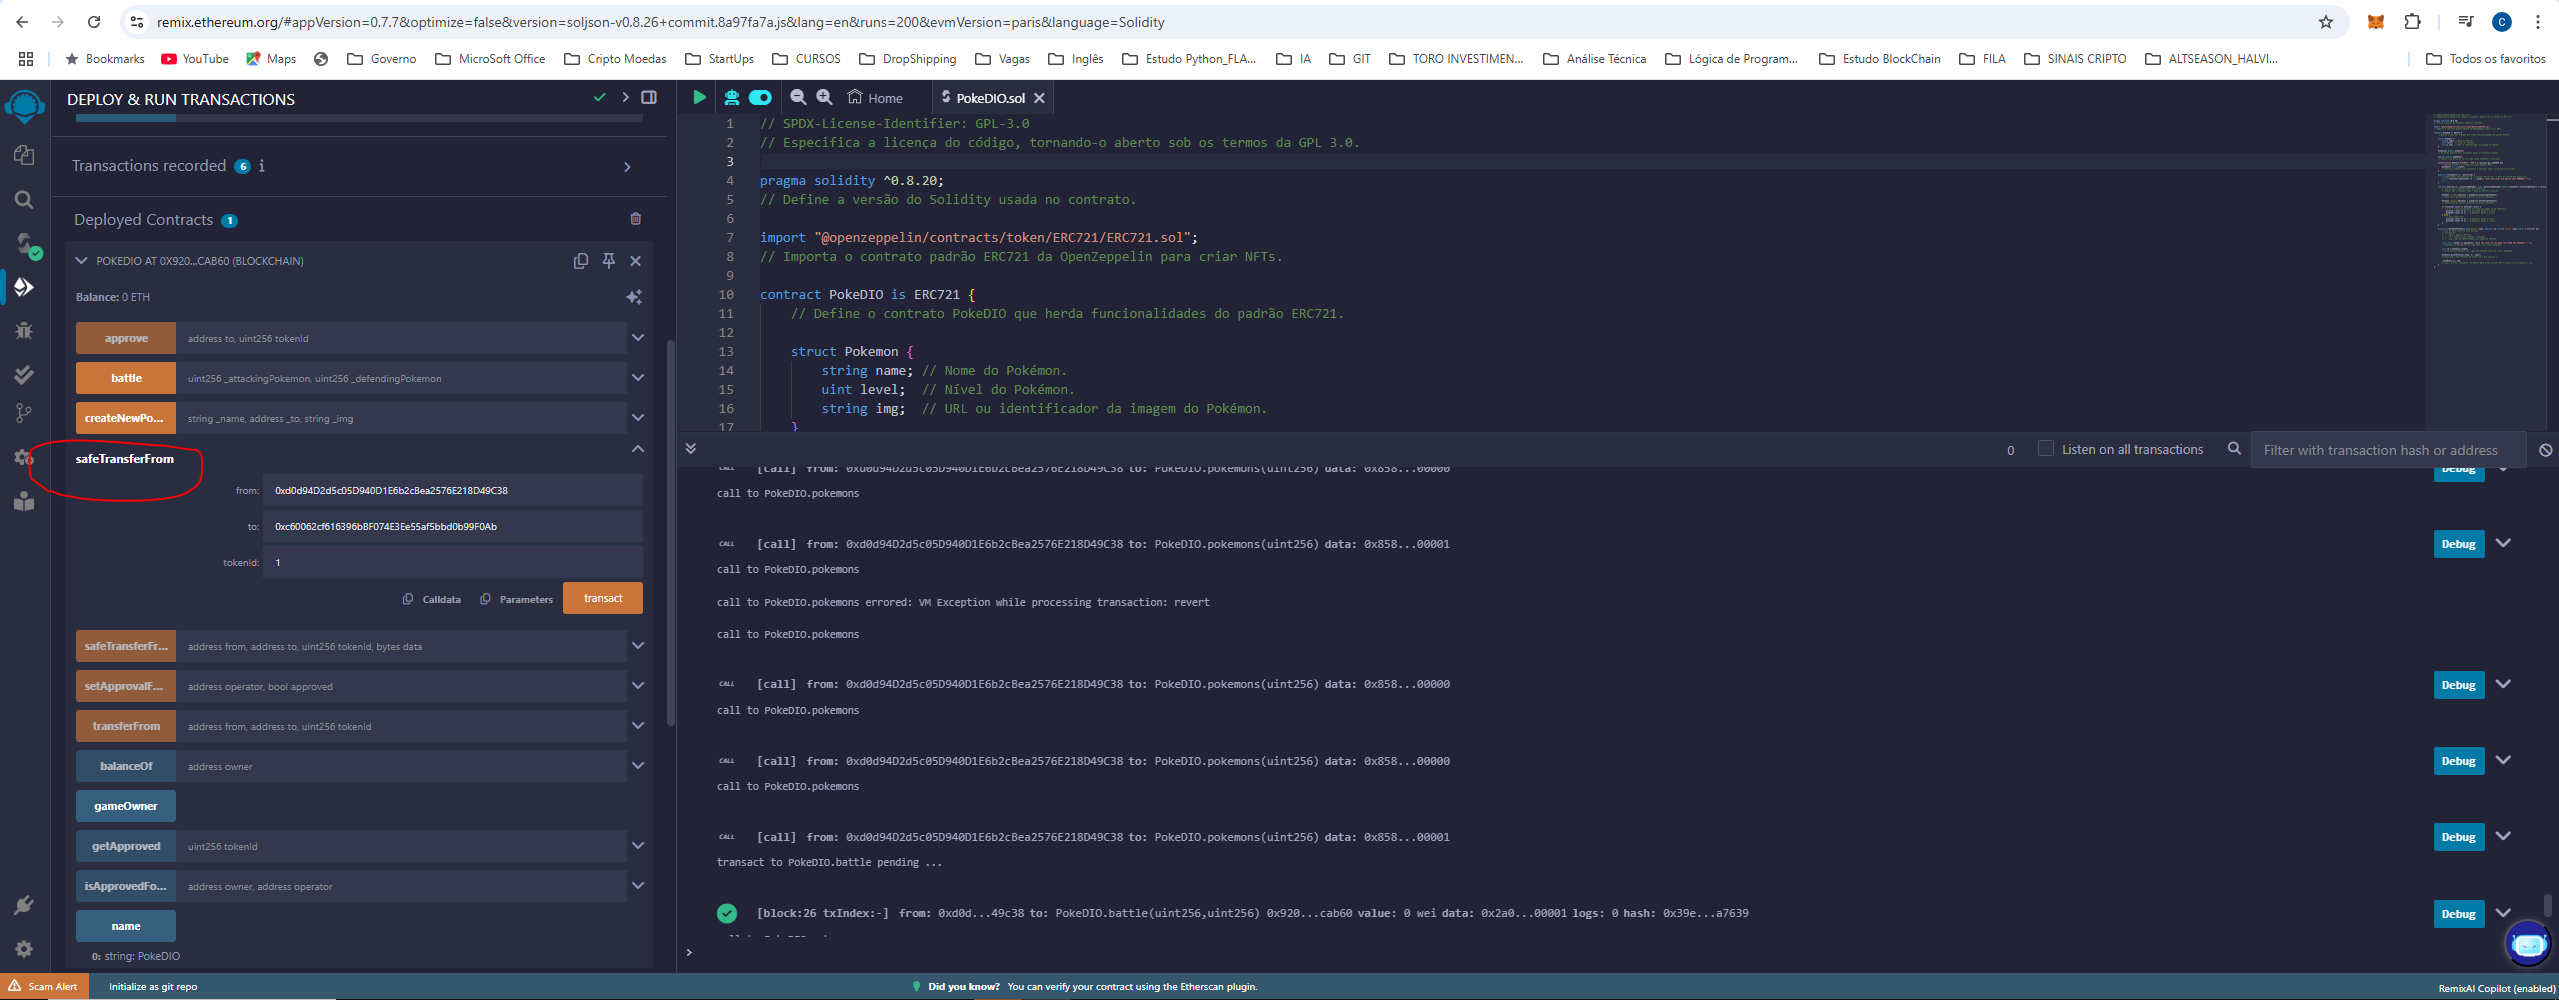 remix.ethereum.org/#appVersion=0.7.7&optimize=false&version=soljson-v0.8.26+commit.8a97fa7a.js&lang=en&runs=200&evmVersion=paris&language=Solidity
C
Bookmarks YouTube Maps Governo MicroSoft Office Cripto Moedas StartUps CURSOS DropShipping Vagas Inglês Estudo Python_FLA... IA GIT TORO INVESTIMEN... Análise Técnica Lógica de Program... Estudo BlockChain FILA SINAIS CRIPTO ALTSEASON_HALVI... Todos os favoritos
DEPLOY & RUN TRANSACTIONS
Transactions recorded 6 i
Deployed Contracts 1
POKEDIO AT 0X920...CAB60 (BLOCKCHAIN)
Balance: 0 ETH
approve address to, uint256 tokenId
battle uint256 _attackingPokemon, uint256 _defendingPokemon
createNewPo... string _name, address _to, string _img
safeTransferFrom
from: 0xd0d94D2d5c05D940D1E6b2cBea2576E218D49C38
to: 0xc60062cf616396b8F074E3Ee55af5bbd0b99F0Ab
tokenId: 1
Calldata Parameters transact
safeTransferFr... address from, address to, uint256 tokenId, bytes data
setApprovalF... address operator, bool approved
transferFrom address from, address to, uint256 tokenId
balanceOf address owner
gameOwner
getApproved uint256 tokenId
isApprovedFo... address owner, address operator
name
0: string: PokeDIO
Home PokeDIO.sol
1 // SPDX-License-Identifier: GPL-3.0
2 // Especifica a licença do código, tornando-o aberto sob os termos da GPL 3.0.
3
4 pragma solidity ^0.8.20;
5 // Define a versão do Solidity usada no contrato.
6
7 import "@openzeppelin/contracts/token/ERC721/ERC721.sol";
8 // Importa o contrato padrão ERC721 da OpenZeppelin para criar NFTs.
9
10 contract PokeDIO is ERC721 {
11 // Define o contrato PokeDIO que herda funcionalidades do padrão ERC721.
12
13 struct Pokemon {
14 string name; // Nome do Pokémon.
15 uint level; // Nível do Pokémon.
16 string img; // URL ou identificador da imagem do Pokémon.
17 }
0 Listen on all transactions Filter with transaction hash or address
CALL [call] from: 0xd0d94D2d5c05D940D1E6b2cBea2576E218D49C38 to: PokeDIO.pokemons(uint256) data: 0x858...00000 Debug
call to PokeDIO.pokemons
CALL [call] from: 0xd0d94D2d5c05D940D1E6b2cBea2576E218D49C38 to: PokeDIO.pokemons(uint256) data: 0x858...00001 Debug
call to PokeDIO.pokemons
call to PokeDIO.pokemons errored: VM Exception while processing transaction: revert
call to PokeDIO.pokemons
CALL [call] from: 0xd0d94D2d5c05D940D1E6b2cBea2576E218D49C38 to: PokeDIO.pokemons(uint256) data: 0x858...00000 Debug
call to PokeDIO.pokemons
CALL [call] from: 0xd0d94D2d5c05D940D1E6b2cBea2576E218D49C38 to: PokeDIO.pokemons(uint256) data: 0x858...00000 Debug
call to PokeDIO.pokemons
CALL [call] from: 0xd0d94D2d5c05D940D1E6b2cBea2576E218D49C38 to: PokeDIO.pokemons(uint256) data: 0x858...00001 Debug
transact to PokeDIO.battle pending ...
[block:26 txIndex:-] from: 0xd0d...49c38 to: PokeDIO.battle(uint256,uint256) 0x920...cab60 value: 0 wei data: 0x2a0...00001 logs: 0 hash: 0x39e...a7639 Debug
>
Scam Alert Initialize as git repo Did you know? You can verify your contract using the Etherscan plugin. RemixAI Copilot (enabled)